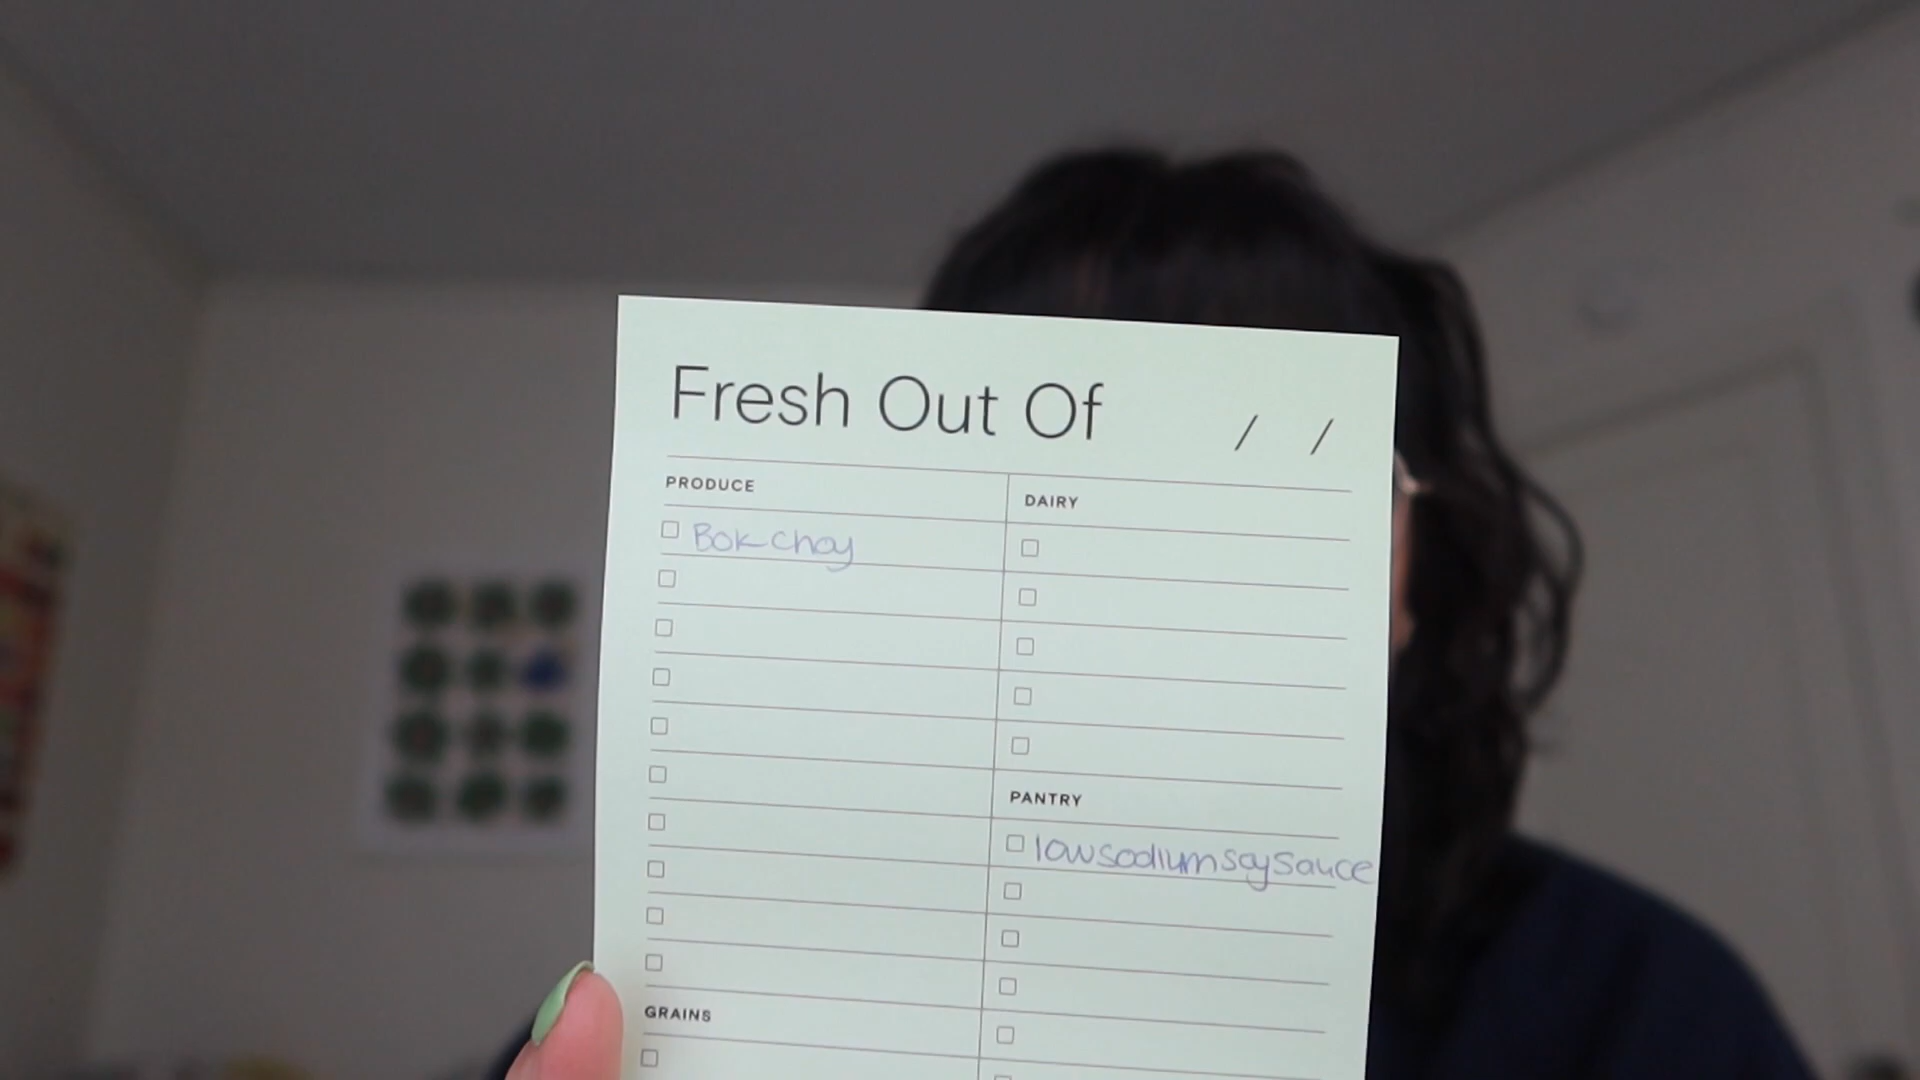 Fresh Out Of / /
PRODUCE
Bok choy
GRAINS
DAIRY
PANTRY
low sodium soy sauce